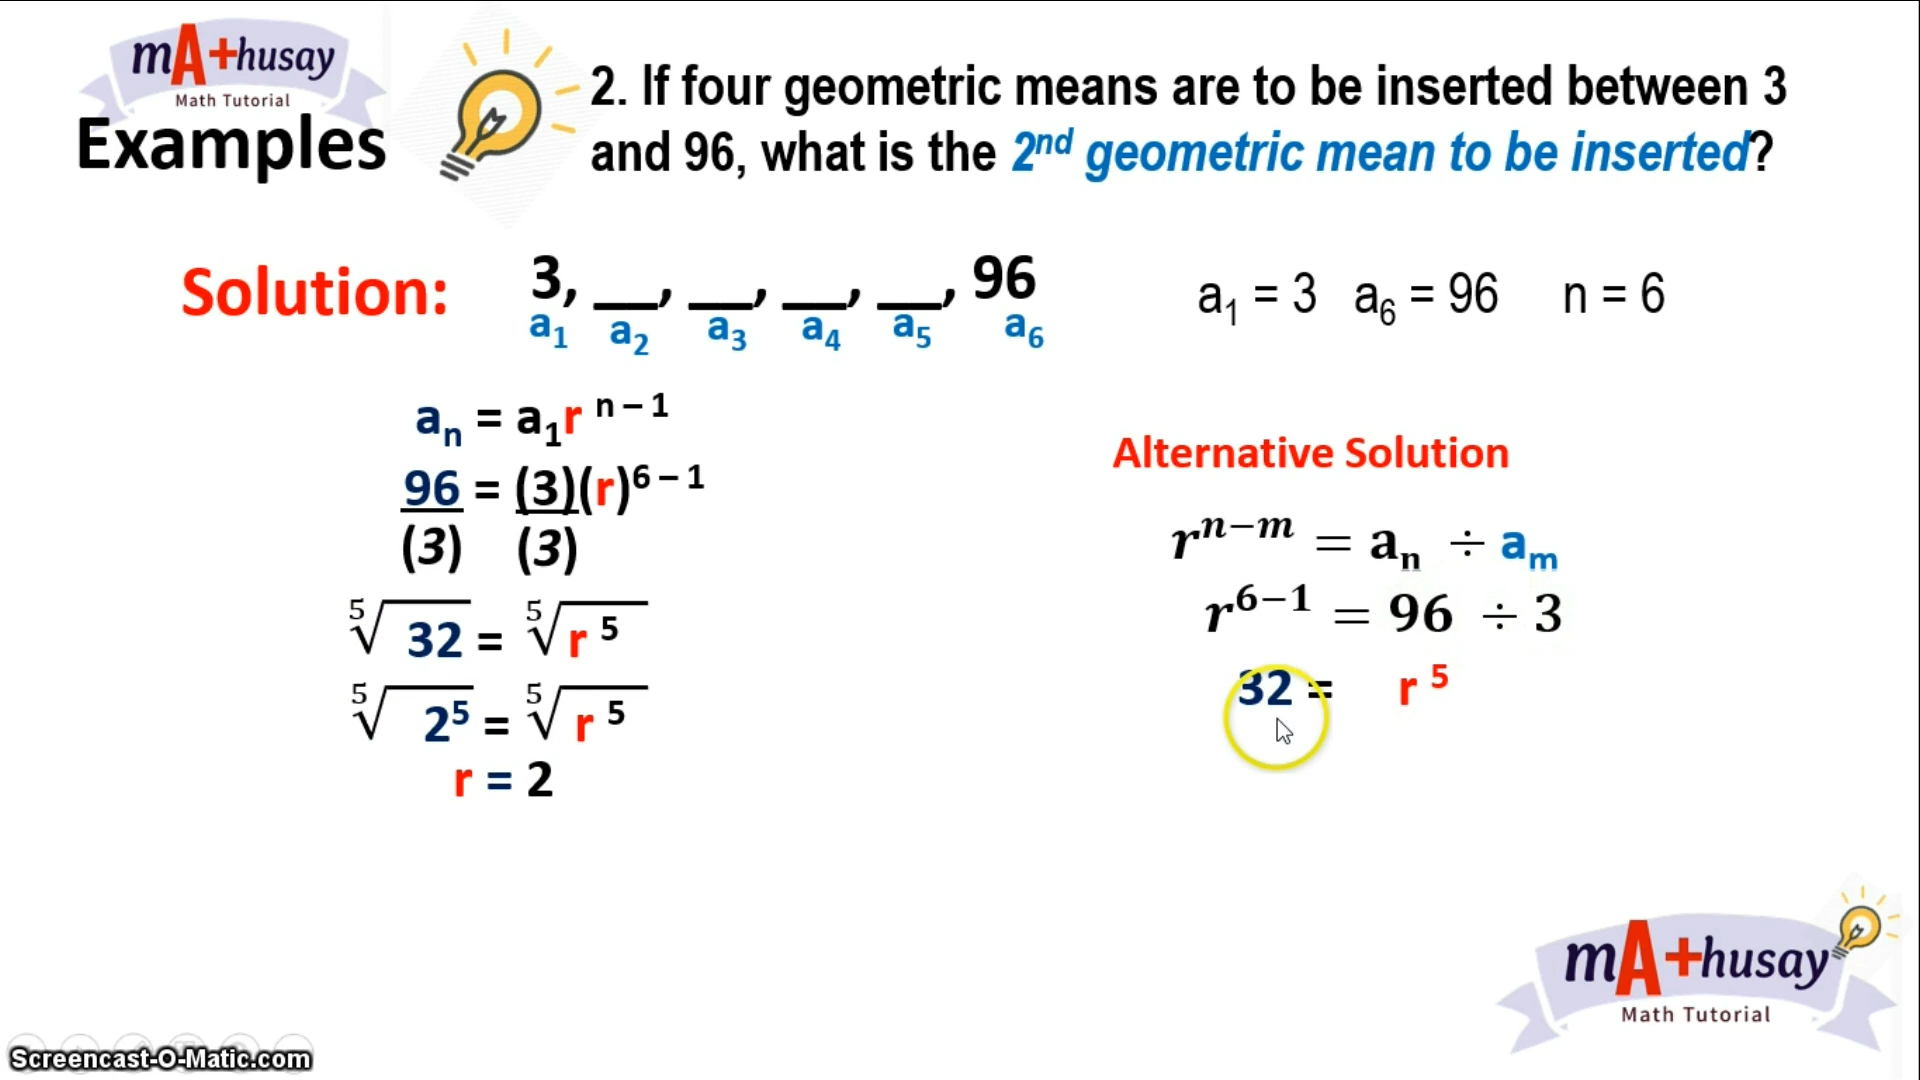 mA+husay
Math Tutorial
Examples
2. If four geometric means are to be inserted between 3
and 96, what is the 2nd geometric mean to be inserted?
Solution:
3, __, __, __, __, 96
a1 a2 a3 a4 a5 a6
a1 = 3 a6 = 96 n = 6
an = a1r n – 1
96 = (3)(r)6 – 1
(3) (3)
5√32 = 5√r 5
5√25 = 5√r 5
r = 2
Alternative Solution
rn−m = an ÷ am
r6−1 = 96 ÷ 3
32 = r 5
mA+husay
Math Tutorial
Screencast-O-Matic.com